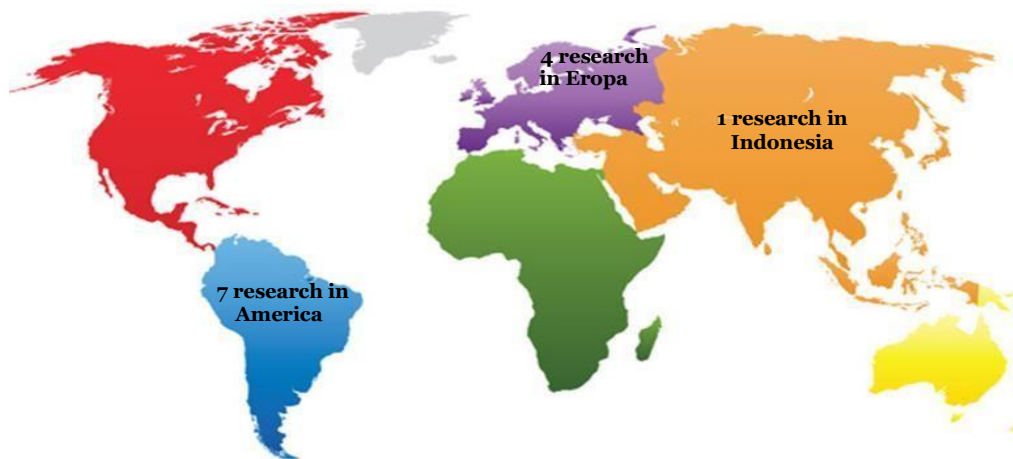 4 research
in Eropa
1 research in
Indonesia
7 research in
America